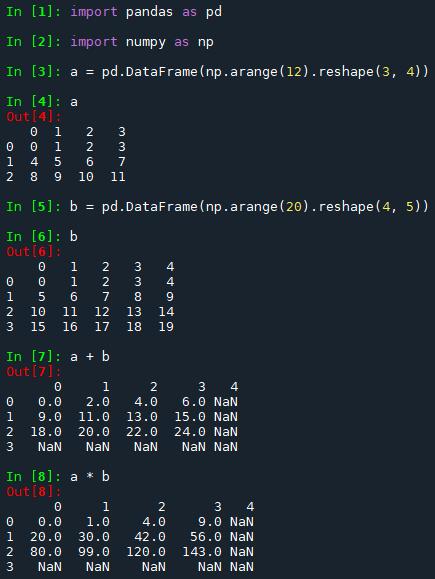 In [1]: import pandas as pd
In [2]: import numpy as np
In [3]: a = pd.DataFrame(np.arange(12).reshape(3, 4))
In [4]: a
Out[4]:
   0  1   2   3
0  0  1   2   3
1  4  5   6   7
2  8  9  10  11
In [5]: b = pd.DataFrame(np.arange(20).reshape(4, 5))
In [6]: b
Out[6]:
    0   1   2   3   4
0   0   1   2   3   4
1   5   6   7   8   9
2  10  11  12  13  14
3  15  16  17  18  19
In [7]: a + b
Out[7]:
      0     1     2     3  4
0   0.0   2.0   4.0   6.0 NaN
1   9.0  11.0  13.0  15.0 NaN
2  18.0  20.0  22.0  24.0 NaN
3   NaN   NaN   NaN   NaN NaN
In [8]: a * b
Out[8]:
      0     1      2      3   4
0   0.0   1.0    4.0    9.0 NaN
1  20.0  30.0   42.0   56.0 NaN
2  80.0  99.0  120.0  143.0 NaN
3   NaN   NaN    NaN    NaN NaN